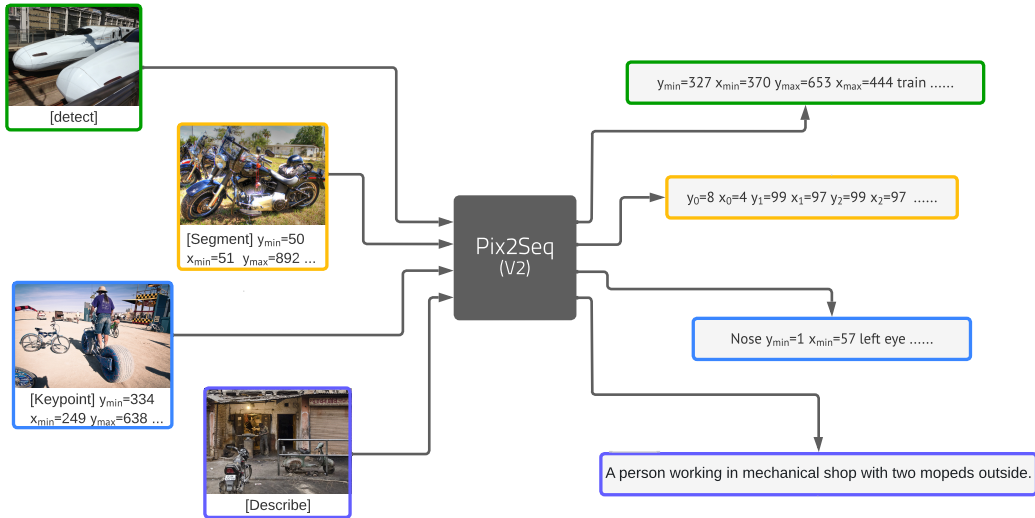 [detect]
[Segment] ymin=50
xmin=51 ymax=892 ...
[Keypoint] ymin=334
xmin=249 ymax=638 ...
[Describe]
Pix2Seq
(V2)
ymin=327 xmin=370 ymax=653 xmax=444 train ......
y0=8 x0=4 y1=99 x1=97 y2=99 x2=97 ......
Nose ymin=1 xmin=57 left eye ......
A person working in mechanical shop with two mopeds outside.